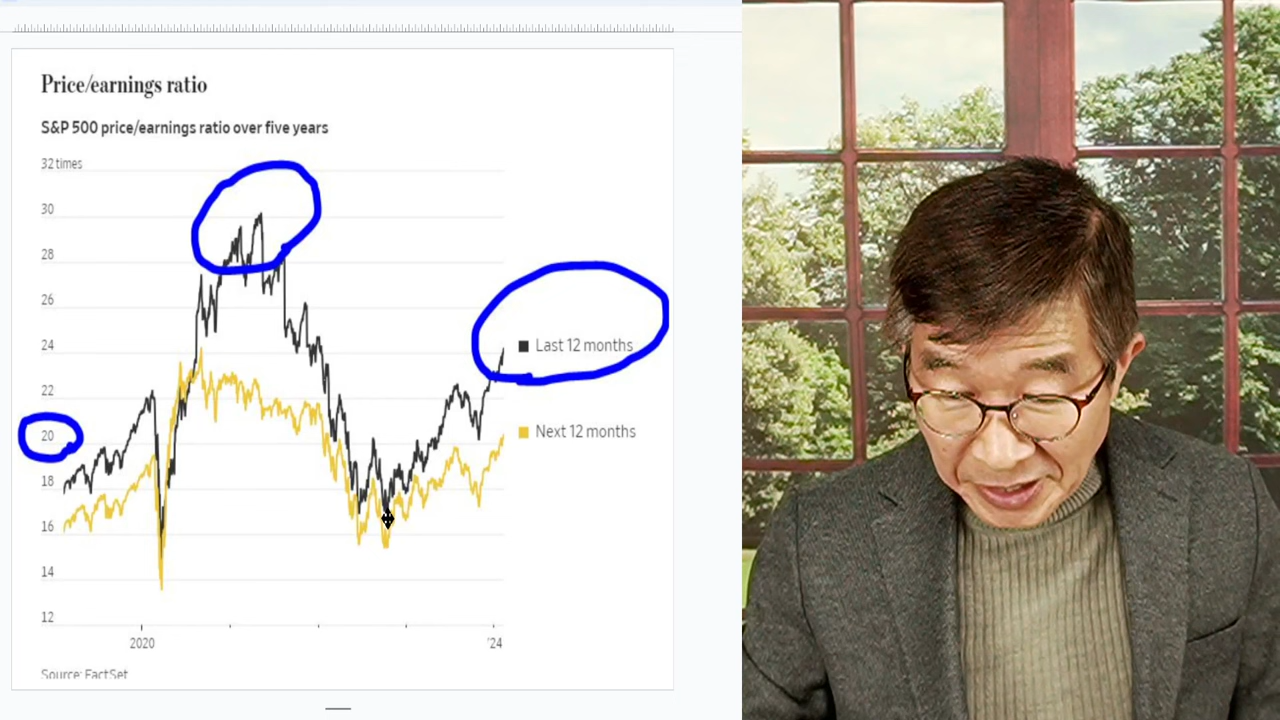 Price/earnings ratio
S&P 500 price/earnings ratio over five years
32 times
30
28
26
24
22
20
18
16
14
12
Last 12 months
Next 12 months
2020
'24
Source: FactSet